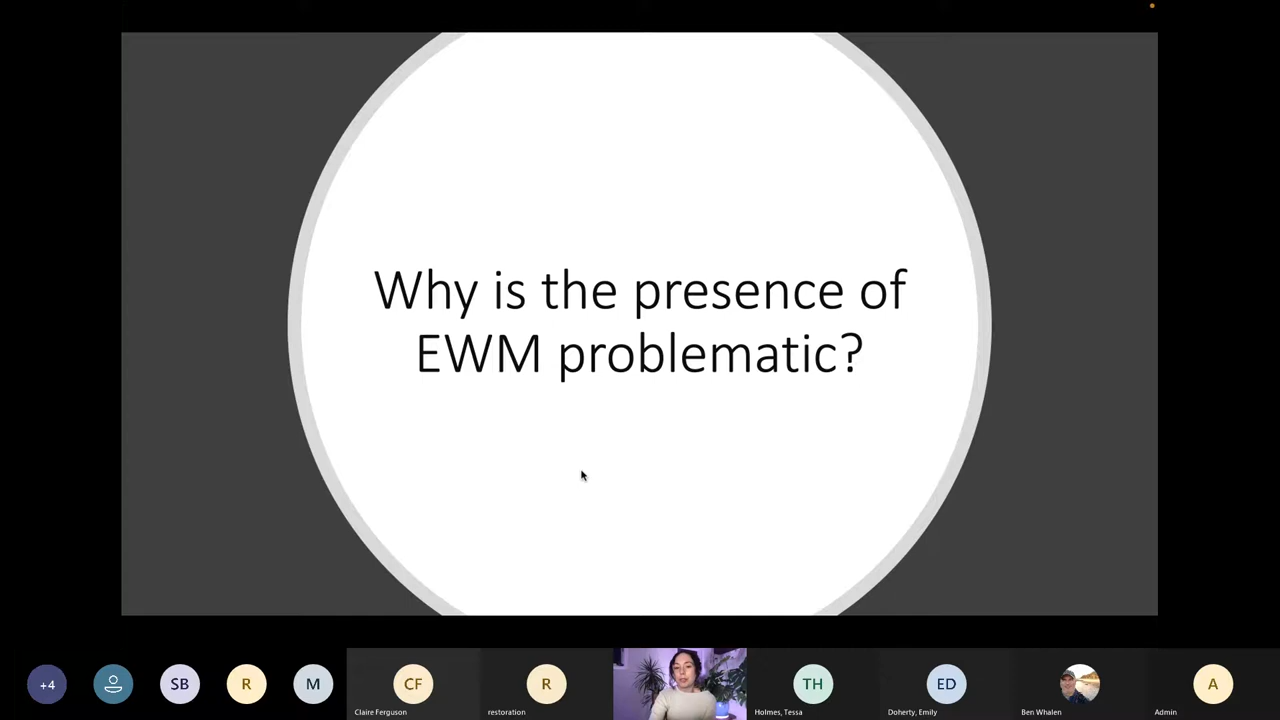 Why is the presence of
EWM problematic?
+4
SB
R
M
CF
Claire Ferguson
R
restoration
TH
Holmes, Tessa
ED
Doherty, Emily
Ben Whalen
A
Admin